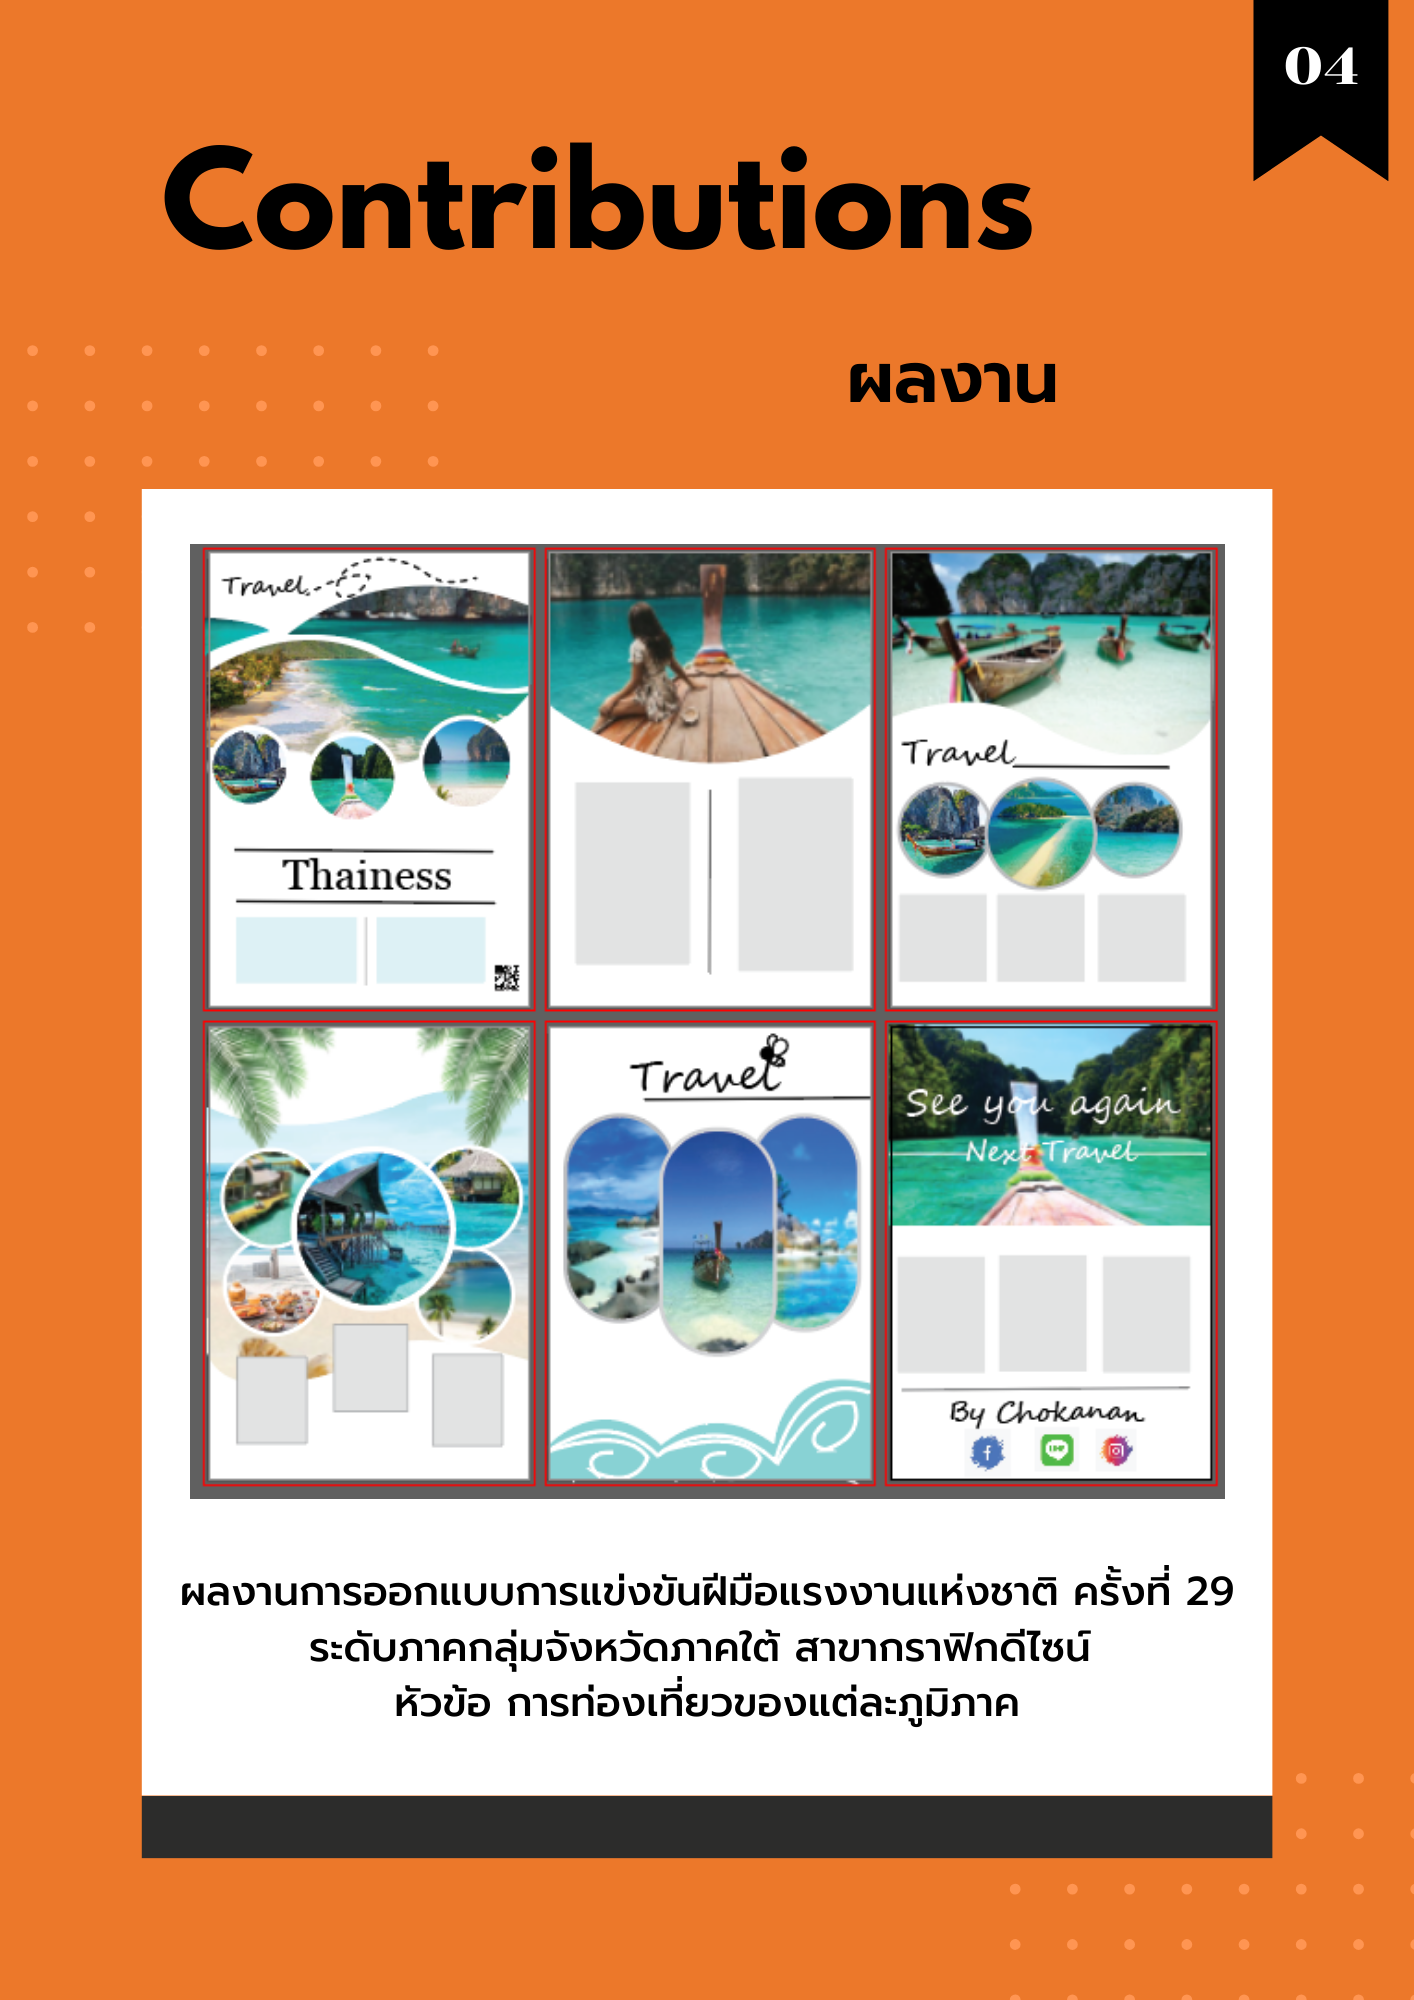 04
Contributions
ผลงาน
Travel
Thainess
Travel
Travel
See you again
Next Travel
By Chokanan
LINE
ผลงานการออกแบบการแข่งขันฝีมือแรงงานแห่งชาติ ครั้งที่ 29
ระดับภาคกลุ่มจังหวัดภาคใต้ สาขากราฟิกดีไซน์
หัวข้อ การท่องเที่ยวของแต่ละภูมิภาค